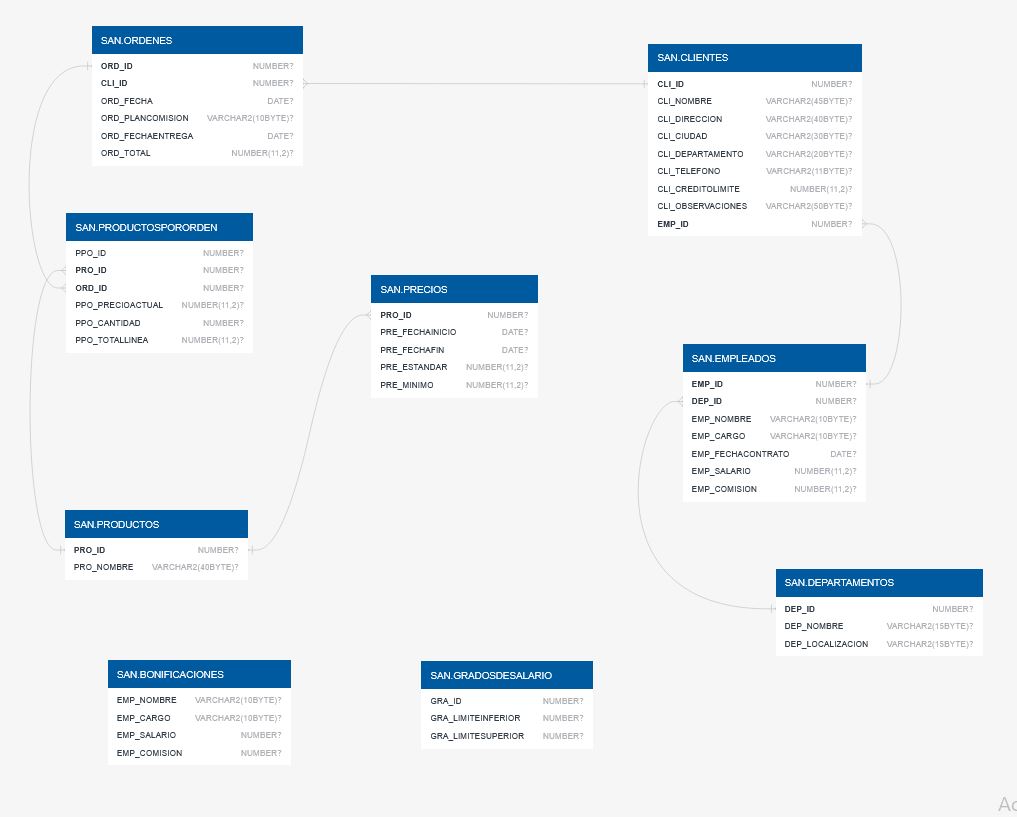 SAN.ORDENES
ORD_ID NUMBER?
CLI_ID NUMBER?
ORD_FECHA DATE?
ORD_PLANCOMISION VARCHAR2(10BYTE)?
ORD_FECHAENTREGA DATE?
ORD_TOTAL NUMBER(11,2)?
SAN.CLIENTES
CLI_ID NUMBER?
CLI_NOMBRE VARCHAR2(45BYTE)?
CLI_DIRECCION VARCHAR2(40BYTE)?
CLI_CIUDAD VARCHAR2(30BYTE)?
CLI_DEPARTAMENTO VARCHAR2(20BYTE)?
CLI_TELEFONO VARCHAR2(11BYTE)?
CLI_CREDITOLIMITE NUMBER(11,2)?
CLI_OBSERVACIONES VARCHAR2(50BYTE)?
EMP_ID NUMBER?
SAN.PRODUCTOSPORORDEN
PPO_ID NUMBER?
PRO_ID NUMBER?
ORD_ID NUMBER?
PPO_PRECIOACTUAL NUMBER(11,2)?
PPO_CANTIDAD NUMBER?
PPO_TOTALLINEA NUMBER(11,2)?
SAN.PRECIOS
PRO_ID NUMBER?
PRE_FECHAINICIO DATE?
PRE_FECHAFIN DATE?
PRE_ESTANDAR NUMBER(11,2)?
PRE_MINIMO NUMBER(11,2)?
SAN.EMPLEADOS
EMP_ID NUMBER?
DEP_ID NUMBER?
EMP_NOMBRE VARCHAR2(10BYTE)?
EMP_CARGO VARCHAR2(10BYTE)?
EMP_FECHACONTRATO DATE?
EMP_SALARIO NUMBER(11,2)?
EMP_COMISION NUMBER(11,2)?
SAN.PRODUCTOS
PRO_ID NUMBER?
PRO_NOMBRE VARCHAR2(40BYTE)?
SAN.DEPARTAMENTOS
DEP_ID NUMBER?
DEP_NOMBRE VARCHAR2(15BYTE)?
DEP_LOCALIZACION VARCHAR2(15BYTE)?
SAN.BONIFICACIONES
EMP_NOMBRE VARCHAR2(10BYTE)?
EMP_CARGO VARCHAR2(10BYTE)?
EMP_SALARIO NUMBER?
EMP_COMISION NUMBER?
SAN.GRADOSDESALARIO
GRA_ID NUMBER?
GRA_LIMITEINFERIOR NUMBER?
GRA_LIMITESUPERIOR NUMBER?